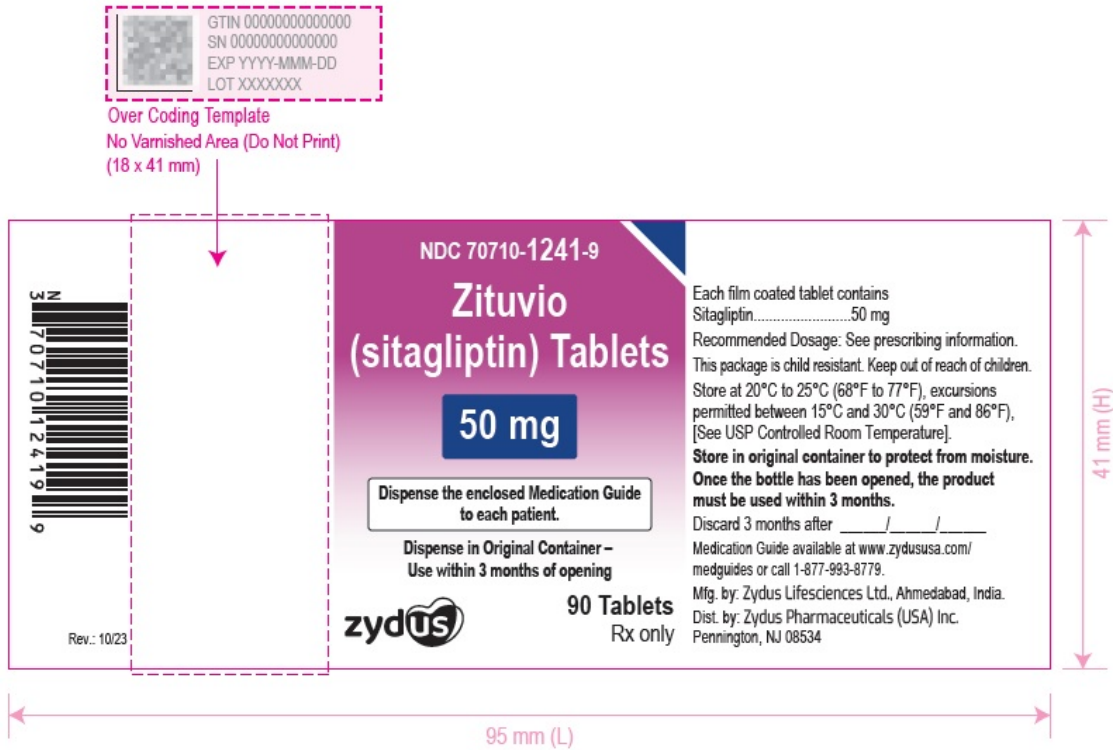 GTIN 00000000000000
SN 00000000000000
EXP YYYY-MMM-DD
LOT XXXXXXX
Over Coding Template
No Varnished Area (Do Not Print)
(18 x 41 mm)
N
3 70710 12419 9
Rev.: 10/23
NDC 70710-1241-9
Zituvio
(sitagliptin) Tablets
50 mg
Dispense the enclosed Medication Guide
to each patient.
Dispense in Original Container –
Use within 3 months of opening
zydus
90 Tablets
Rx only
Each film coated tablet contains
Sitagliptin.........................50 mg
Recommended Dosage: See prescribing information.
This package is child resistant. Keep out of reach of children.
Store at 20°C to 25°C (68°F to 77°F), excursions
permitted between 15°C and 30°C (59°F and 86°F),
[See USP Controlled Room Temperature].
Store in original container to protect from moisture.
Once the bottle has been opened, the product
must be used within 3 months.
Discard 3 months after ______/______/______
Medication Guide available at www.zydususa.com/
medguides or call 1-877-993-8779.
Mfg. by: Zydus Lifesciences Ltd., Ahmedabad, India.
Dist. by: Zydus Pharmaceuticals (USA) Inc.
Pennington, NJ 08534
41 mm (H)
95 mm (L)